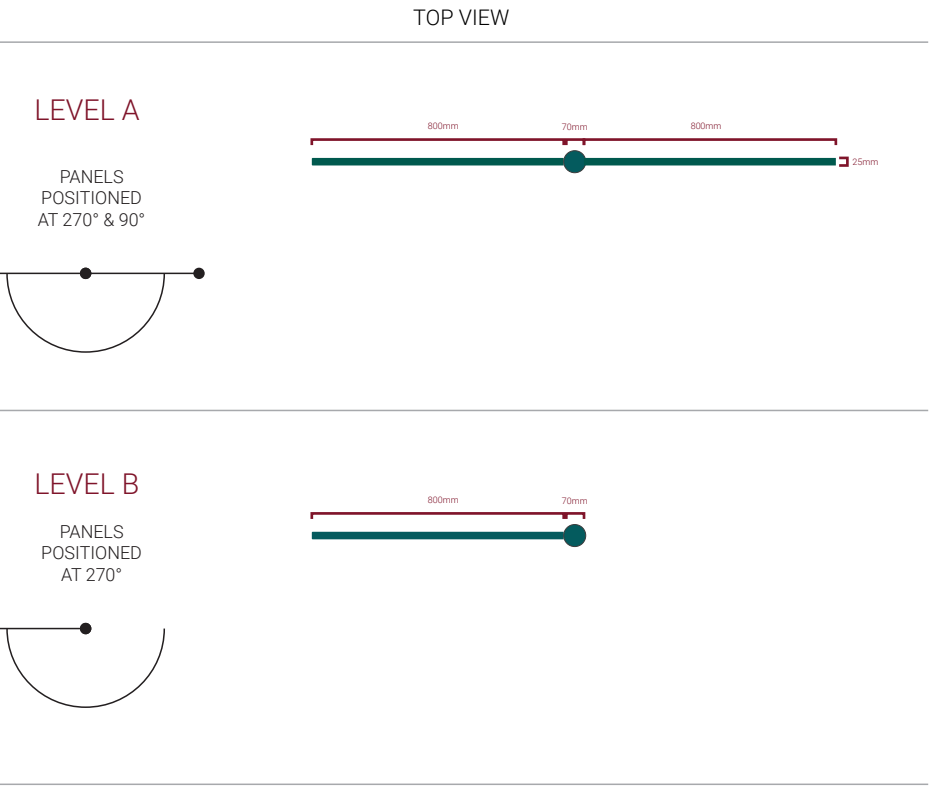 TOP VIEW
LEVEL A
800mm
70mm
800mm
25mm
PANELS
POSITIONED
AT 270° & 90°
LEVEL B
800mm
70mm
PANELS
POSITIONED
AT 270°